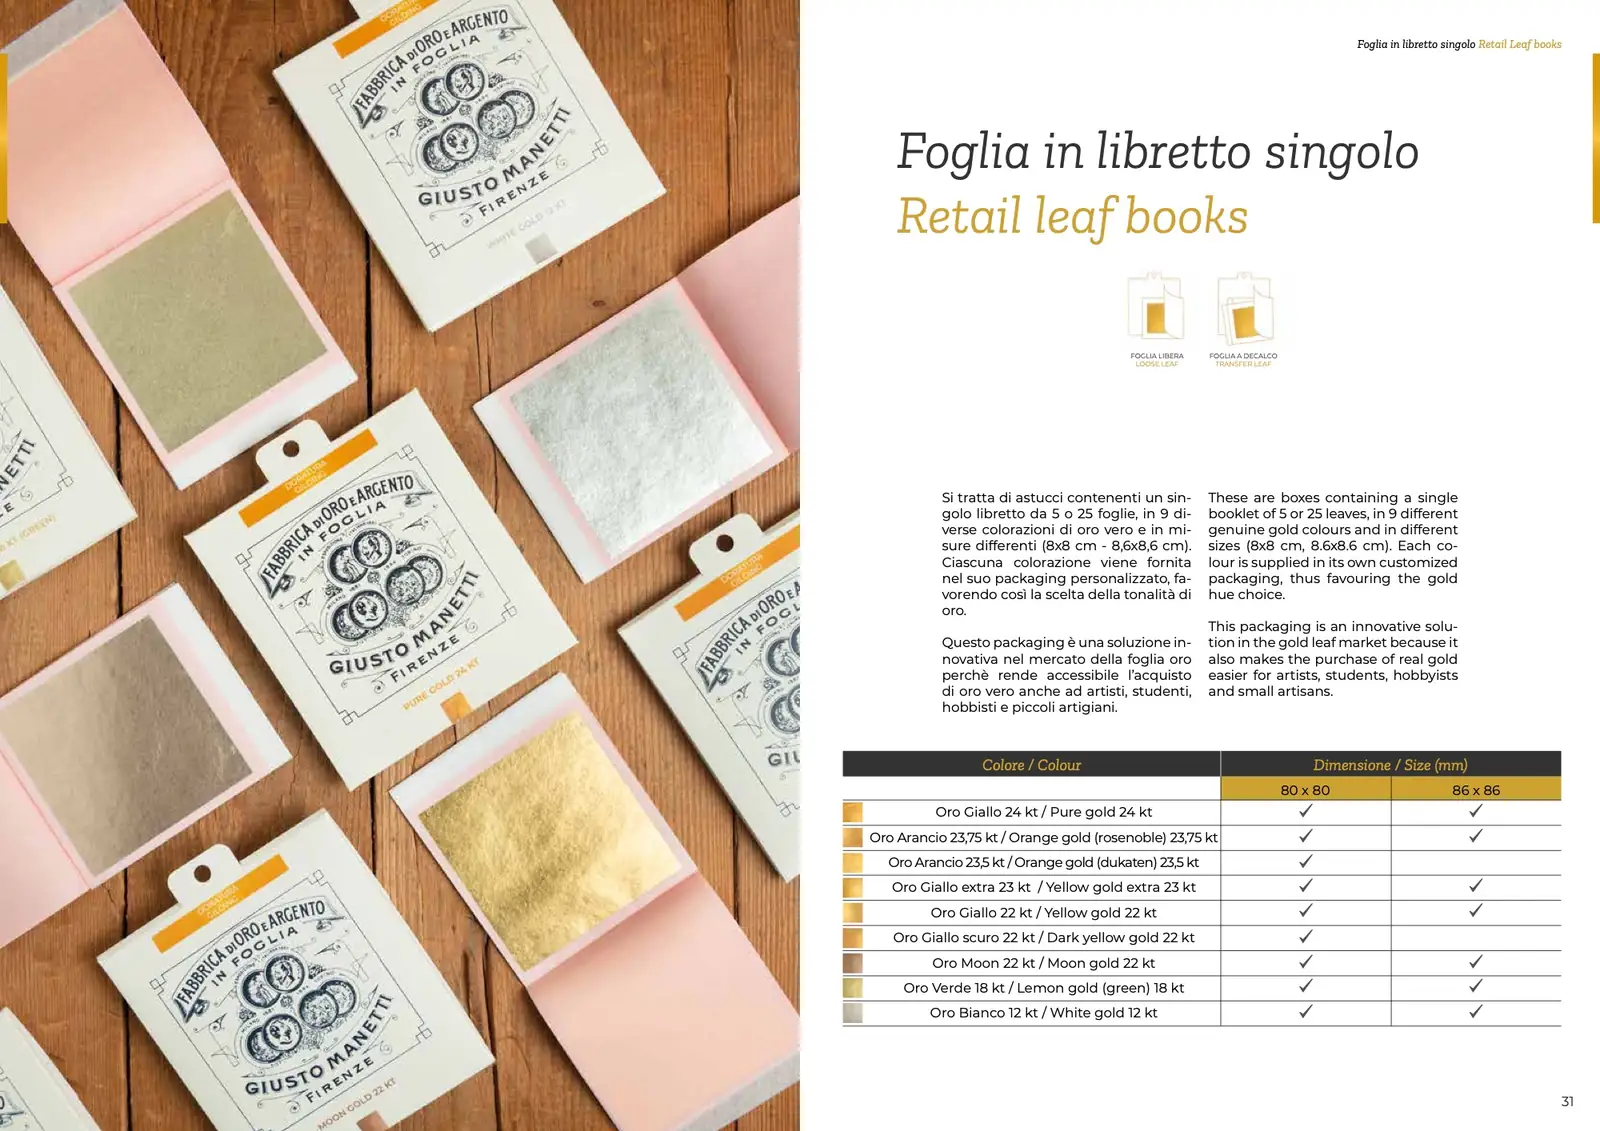 DORATURA
GILDING
FABBRICA DI ORO E ARGENTO
IN FOGLIA
GIUSTO MANETTI
FIRENZE
WHITE GOLD 12 KT
DORATURA
GILDING
FABBRICA DI ORO E ARGENTO
IN FOGLIA
GIUSTO MANETTI
FIRENZE
PURE GOLD 24 KT
KT (GREEN)
DORATURA
GILDING
DORATURA
GILDING
FABBRICA DI ORO E ARGENTO
IN FOGLIA
GIUSTO MANETTI
FIRENZE
MOON GOLD 22 KT
Foglia in libretto singolo Retail Leaf books
Foglia in libretto singolo
Retail leaf books
FOGLIA LIBERA
LOOSE LEAF
FOGLIA A DECALCO
TRANSFER LEAF
Si tratta di astucci contenenti un sin-
golo libretto da 5 o 25 foglie, in 9 di-
verse colorazioni di oro vero e in mi-
sure differenti (8x8 cm - 8,6x8,6 cm).
Ciascuna colorazione viene fornita
nel suo packaging personalizzato, fa-
vorendo così la scelta della tonalità di
oro.
Questo packaging è una soluzione in-
novativa nel mercato della foglia oro
perchè rende accessibile l'acquisto
di oro vero anche ad artisti, studenti,
hobbisti e piccoli artigiani.
These are boxes containing a single
booklet of 5 or 25 leaves, in 9 different
genuine gold colours and in different
sizes (8x8 cm, 8.6x8.6 cm). Each co-
lour is supplied in its own customized
packaging, thus favouring the gold
hue choice.
This packaging is an innovative solu-
tion in the gold leaf market because it
also makes the purchase of real gold
easier for artists, students, hobbyists
and small artisans.
Colore / Colour Dimensione / Size (mm)
80 x 80 86 x 86
Oro Giallo 24 kt / Pure gold 24 kt ✓ ✓
Oro Arancio 23,75 kt / Orange gold (rosenoble) 23,75 kt ✓ ✓
Oro Arancio 23,5 kt / Orange gold (dukaten) 23,5 kt ✓
Oro Giallo extra 23 kt / Yellow gold extra 23 kt ✓ ✓
Oro Giallo 22 kt / Yellow gold 22 kt ✓ ✓
Oro Giallo scuro 22 kt / Dark yellow gold 22 kt ✓
Oro Moon 22 kt / Moon gold 22 kt ✓ ✓
Oro Verde 18 kt / Lemon gold (green) 18 kt ✓ ✓
Oro Bianco 12 kt / White gold 12 kt ✓ ✓
31